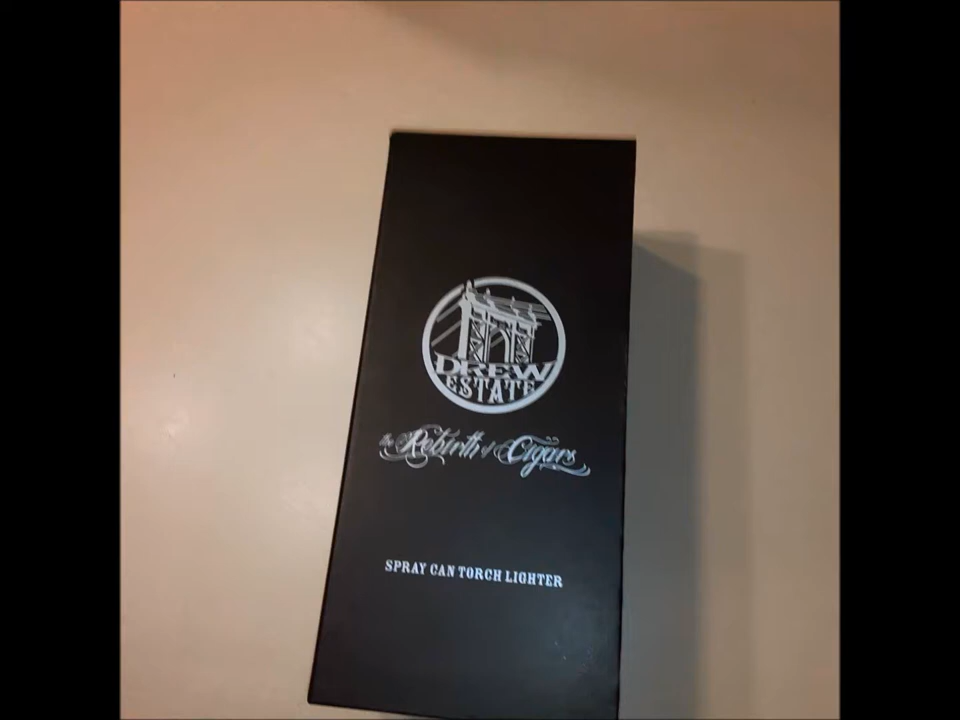 DREW
ESTATE
the Rebirth of Cigars
SPRAY CAN TORCH LIGHTER